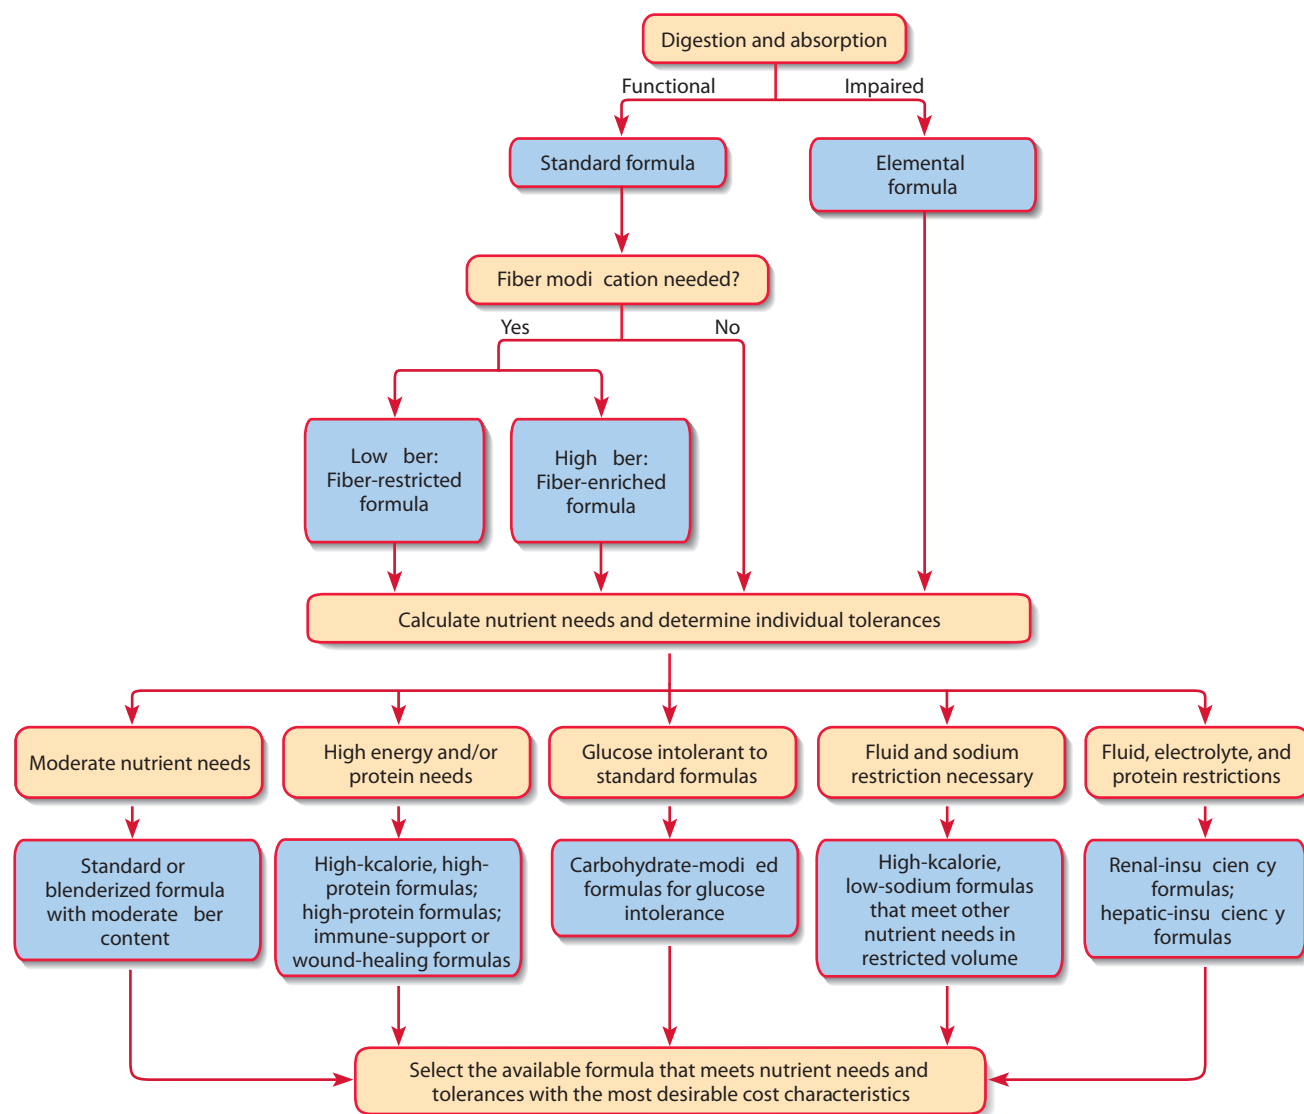 Digestion and absorption
Functional
Impaired
Standard formula
Elemental
formula
Fiber modi cation needed?
Yes
No
Low ber:
Fiber-restricted
formula
High ber:
Fiber-enriched
formula
Calculate nutrient needs and determine individual tolerances
Moderate nutrient needs
High energy and/or
protein needs
Glucose intolerant to
standard formulas
Fluid and sodium
restriction necessary
Fluid, electrolyte, and
protein restrictions
Standard or
blenderized formula
with moderate ber
content
High-kcalorie, high-
protein formulas;
high-protein formulas;
immune-support or
wound-healing formulas
Carbohydrate-modi ed
formulas for glucose
intolerance
High-kcalorie,
low-sodium formulas
that meet other
nutrient needs in
restricted volume
Renal-insu cien cy
formulas;
hepatic-insu cienc y
formulas
Select the available formula that meets nutrient needs and
tolerances with the most desirable cost characteristics